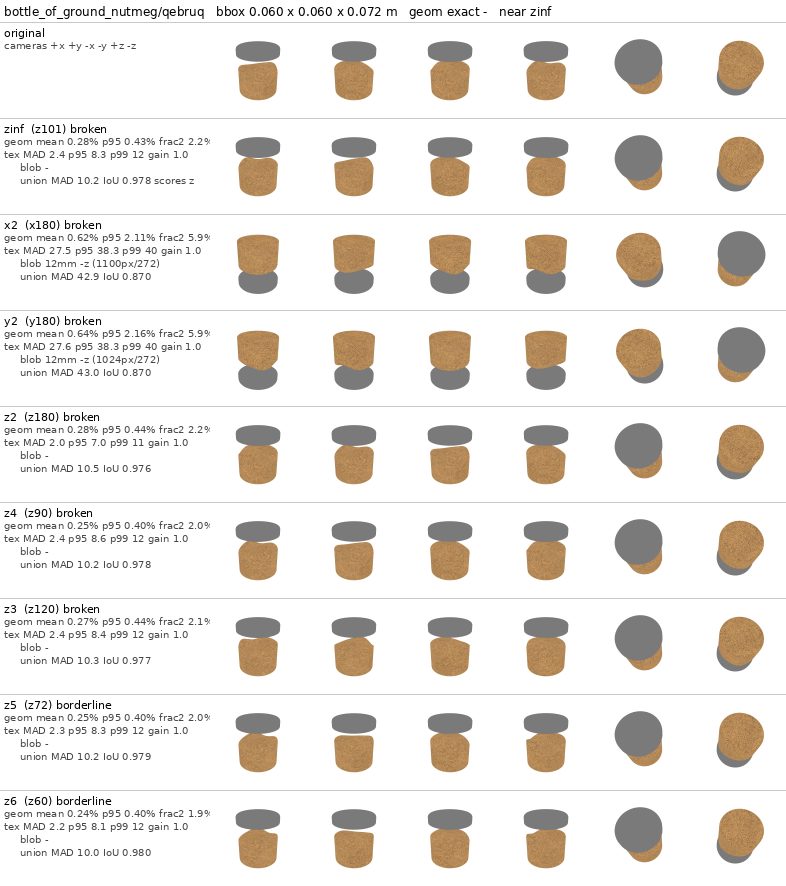 bottle_of_ground_nutmeg/qebruq bbox 0.060 x 0.060 x 0.072 m geom exact - near zinf
original
cameras +x +y -x -y +z -z
zinf (z101) broken
geom mean 0.28% p95 0.43% frac2 2.2%
tex MAD 2.4 p95 8.3 p99 12 gain 1.0
blob -
union MAD 10.2 IoU 0.978 scores z
x2 (x180) broken
geom mean 0.62% p95 2.11% frac2 5.9%
tex MAD 27.5 p95 38.3 p99 40 gain 1.0
blob 12mm -z (1100px/272)
union MAD 42.9 IoU 0.870
y2 (y180) broken
geom mean 0.64% p95 2.16% frac2 5.9%
tex MAD 27.6 p95 38.3 p99 40 gain 1.0
blob 12mm -z (1024px/272)
union MAD 43.0 IoU 0.870
z2 (z180) broken
geom mean 0.28% p95 0.44% frac2 2.2%
tex MAD 2.0 p95 7.0 p99 11 gain 1.0
blob -
union MAD 10.5 IoU 0.976
z4 (z90) broken
geom mean 0.25% p95 0.40% frac2 2.0%
tex MAD 2.4 p95 8.6 p99 12 gain 1.0
blob -
union MAD 10.2 IoU 0.978
z3 (z120) broken
geom mean 0.27% p95 0.44% frac2 2.1%
tex MAD 2.4 p95 8.4 p99 12 gain 1.0
blob -
union MAD 10.3 IoU 0.977
z5 (z72) borderline
geom mean 0.25% p95 0.40% frac2 2.0%
tex MAD 2.3 p95 8.3 p99 12 gain 1.0
blob -
union MAD 10.2 IoU 0.979
z6 (z60) borderline
geom mean 0.24% p95 0.40% frac2 1.9%
tex MAD 2.2 p95 8.1 p99 12 gain 1.0
blob -
union MAD 10.0 IoU 0.980